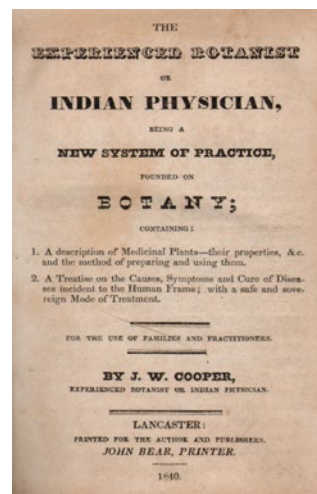 THE
EXPERIENCED BOTANIST
OR
INDIAN PHYSICIAN,
BEING A
NEW SYSTEM OF PRACTICE,
FOUNDED ON
BOTANY;
CONTAINING:
1. A description of Medicinal Plants—their properties, &c.
and the method of preparing and using them.
2. A Treatise on the Causes, Symptoms and Cure of Disea-
ses incident to the Human Frame; with a safe and sove-
reign Mode of Treatment.
FOR THE USE OF FAMILIES AND PRACTITIONERS.
BY J. W. COOPER,
EXPERIENCED BOTANIST OR INDIAN PHYSICIAN.
LANCASTER:
PRINTED FOR THE AUTHOR AND PUBLISHERS.
JOHN BEAR, PRINTER.
1840.